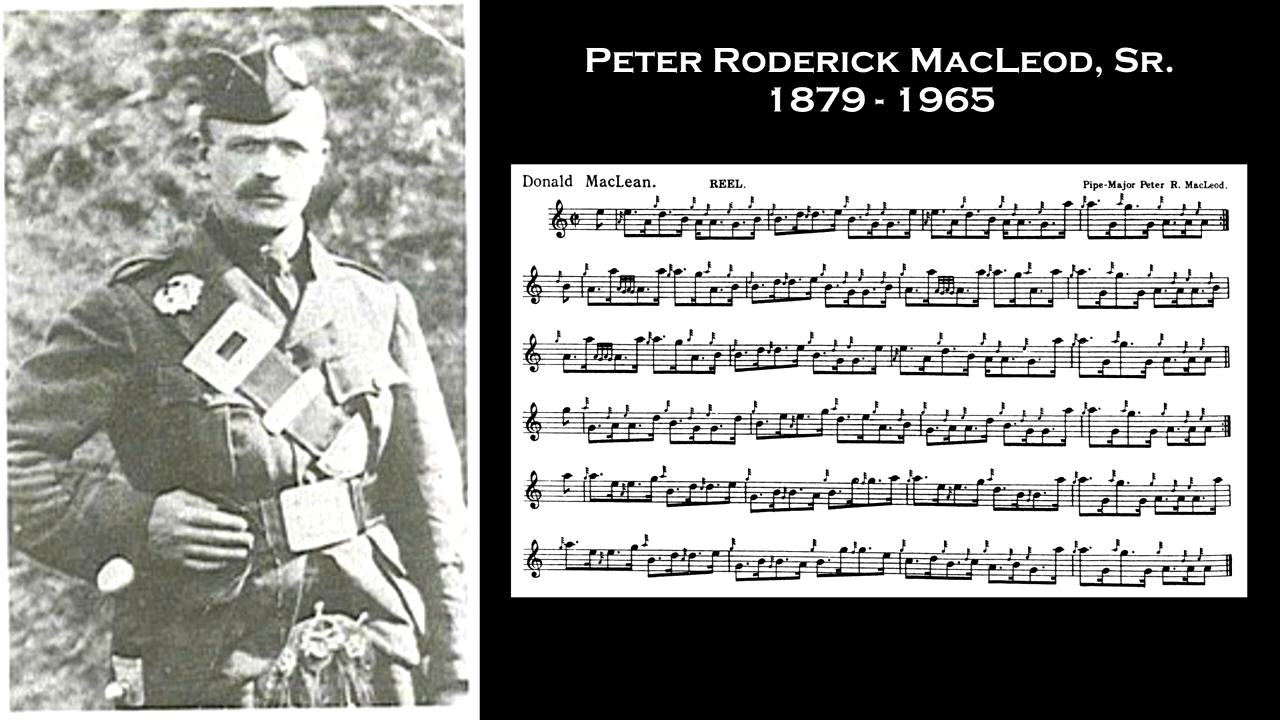 PETER RODERICK MACLEOD, SR.
1879 - 1965
Donald MacLean. REEL. Pipe-Major Peter R. MacLeod.